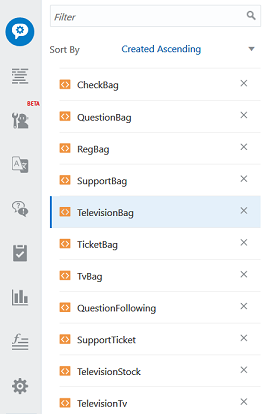 Filter
Sort By Created Ascending
BETA
CheckBag
QuestionBag
RegBag
SupportBag
TelevisionBag
TicketBag
TvBag
QuestionFollowing
SupportTicket
TelevisionStock
TelevisionTv